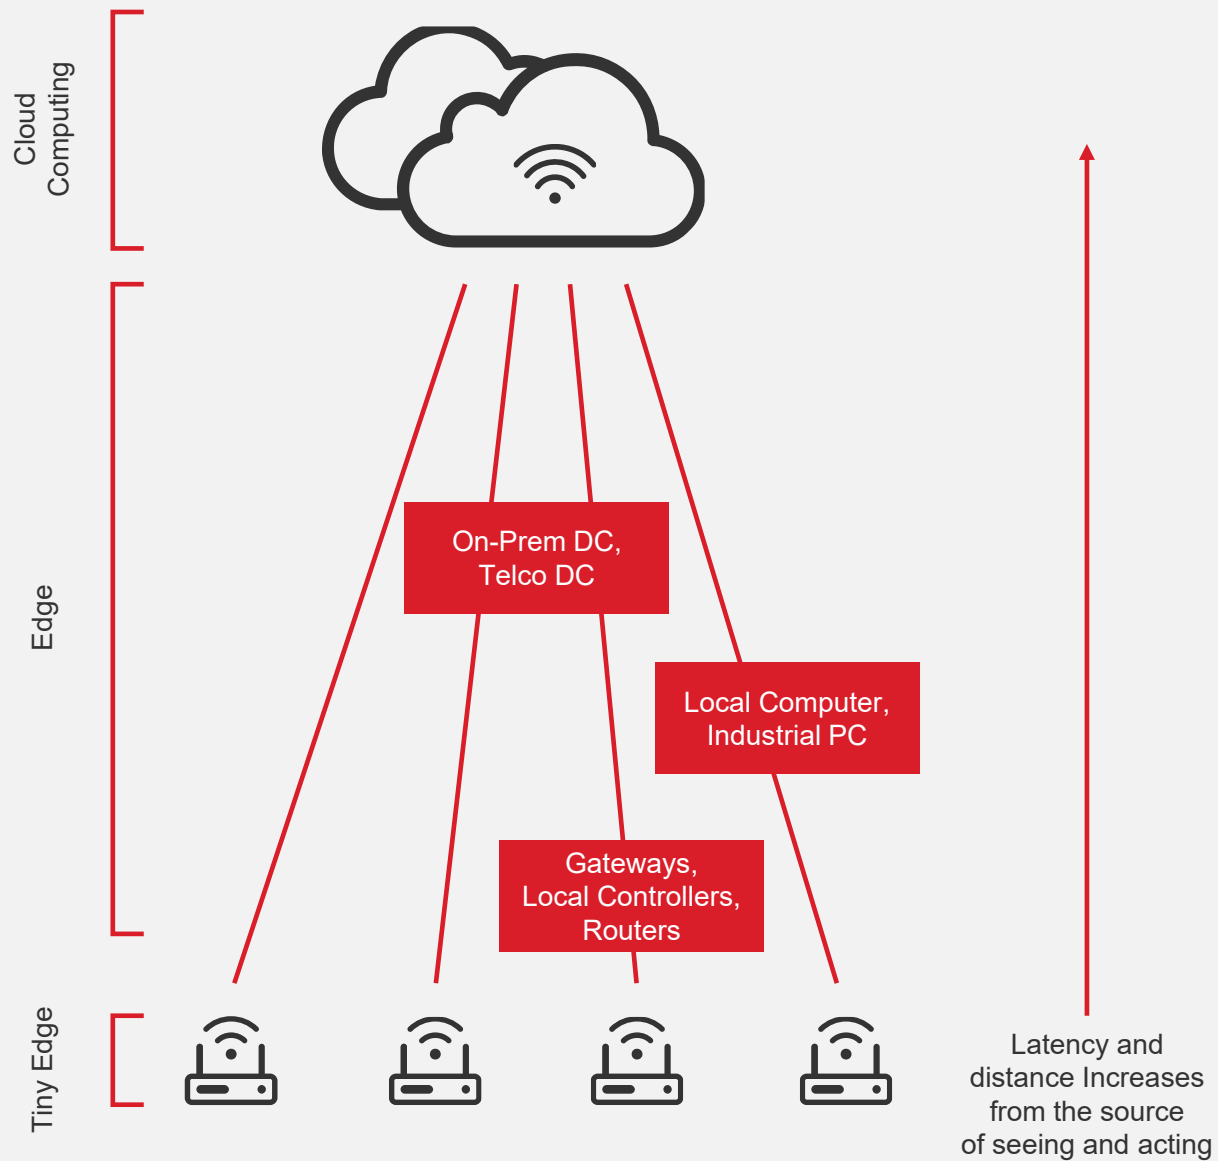 Cloud
Computing
On-Prem DC,
Telco DC
Edge
Local Computer,
Industrial PC
Gateways,
Local Controllers,
Routers
Tiny Edge
Latency and
distance Increases
from the source
of seeing and acting